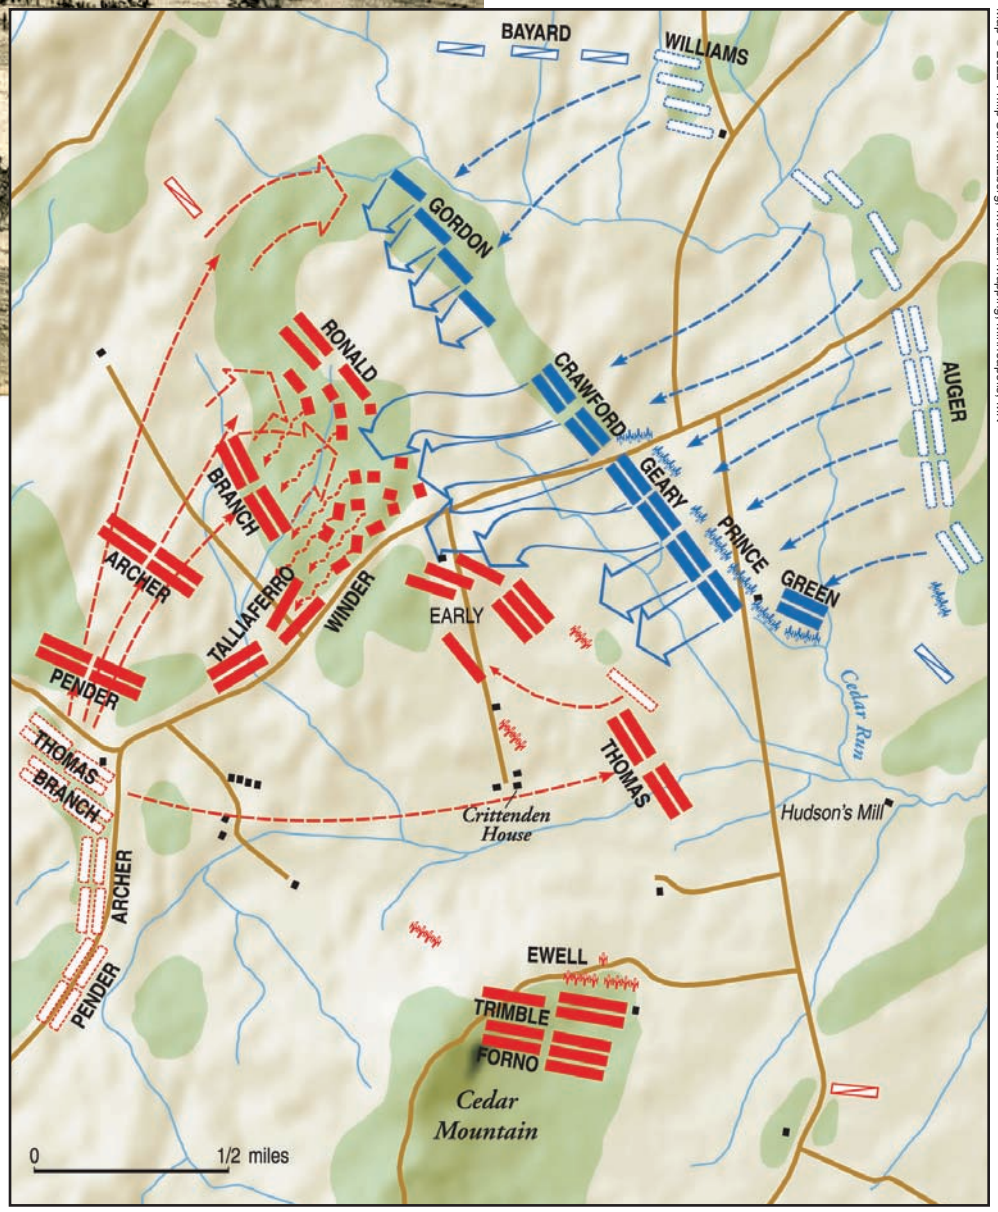 BAYARD
WILLIAMS
GORDON
RONALD
CRAWFORD
AUGER
BRANCH
GEARY
PRINCE
GREEN
ARCHER
TALLIAFERRO
WINDER
EARLY
PENDER
Cedar Run
THOMAS
BRANCH
THOMAS
Crittenden
House
Hudson's Mill
ARCHER
PENDER
EWELL
TRIMBLE
FORNO
Cedar
Mountain
0 1/2 miles